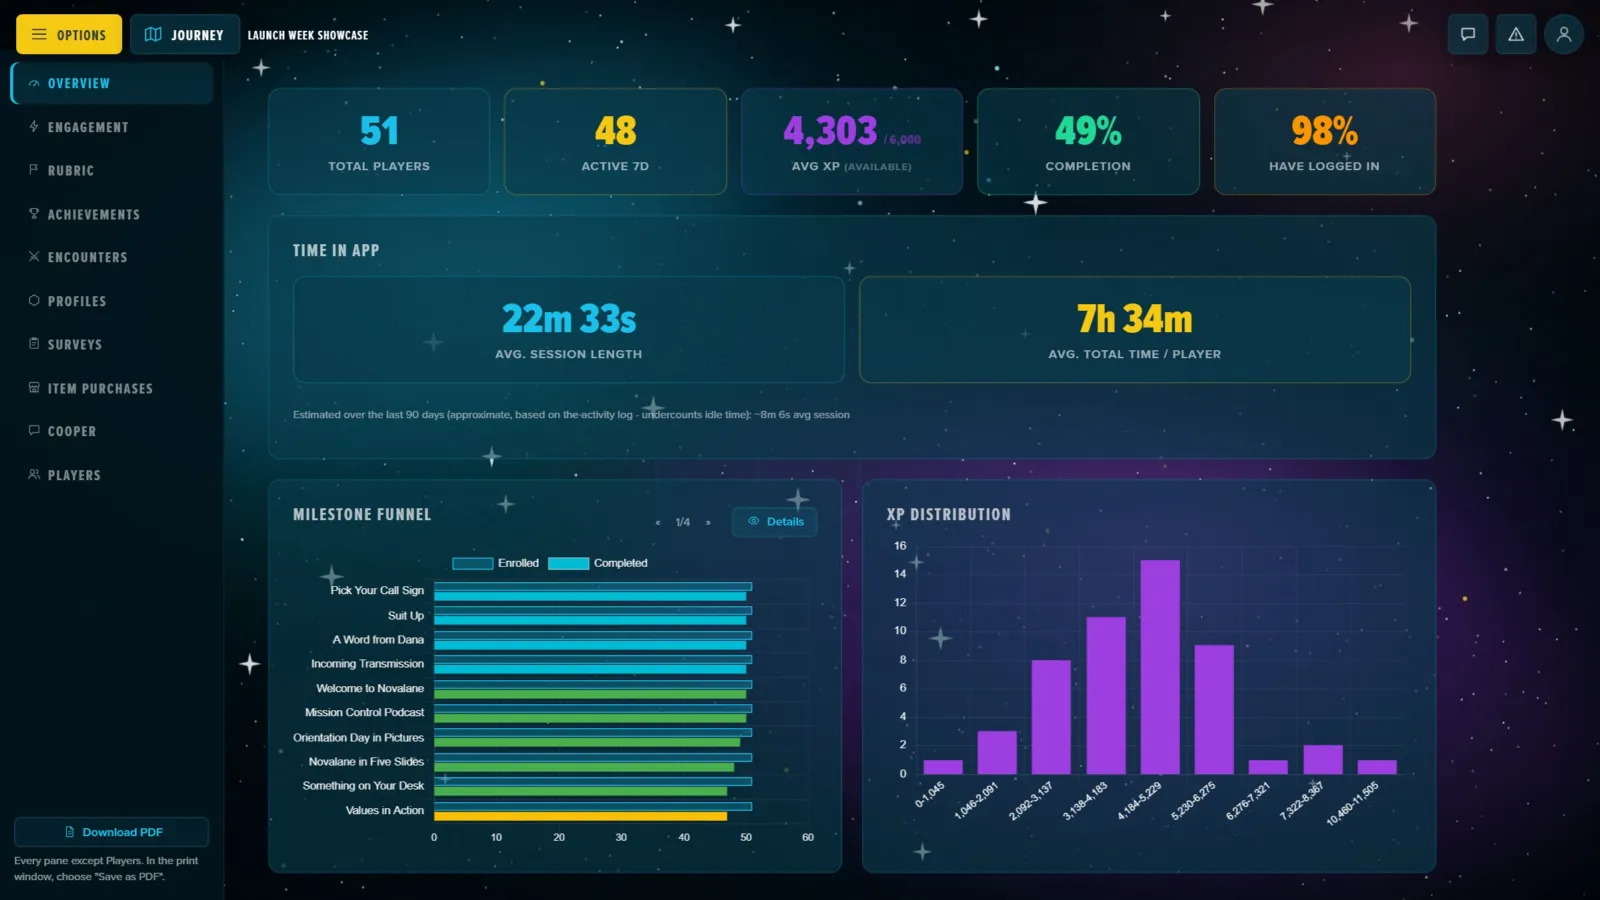 OPTIONS
JOURNEY
LAUNCH WEEK SHOWCASE
OVERVIEW
ENGAGEMENT
RUBRIC
ACHIEVEMENTS
ENCOUNTERS
PROFILES
SURVEYS
ITEM PURCHASES
COOPER
PLAYERS
Download PDF
Every pane except Players. In the print
window, choose "Save as PDF".
51
TOTAL PLAYERS
48
ACTIVE 7D
4,303 / 6,000
AVG XP (AVAILABLE)
49%
COMPLETION
98%
HAVE LOGGED IN
TIME IN APP
22m 33s
AVG. SESSION LENGTH
7h 34m
AVG. TOTAL TIME / PLAYER
Estimated over the last 90 days (approximate, based on the activity log - undercounts idle time): ~8m 6s avg session
MILESTONE FUNNEL
« 1/4 »
Details
Enrolled Completed
Pick Your Call Sign
Suit Up
A Word from Dana
Incoming Transmission
Welcome to Novalane
Mission Control Podcast
Orientation Day in Pictures
Novalane in Five Slides
Something on Your Desk
Values in Action
0 10 20 30 40 50 60
XP DISTRIBUTION
16
14
12
10
8
6
4
2
0
0-1,045
1,046-2,091
2,092-3,137
3,138-4,183
4,184-5,229
5,230-6,275
6,276-7,321
7,322-8,367
10,460-11,505